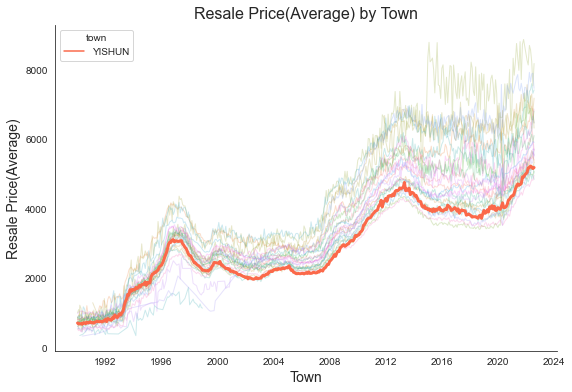 Resale Price(Average) by Town
town
YISHUN
Resale Price(Average)
8000
6000
4000
2000
0
1992 1996 2000 2004 2008 2012 2016 2020 2024
Town